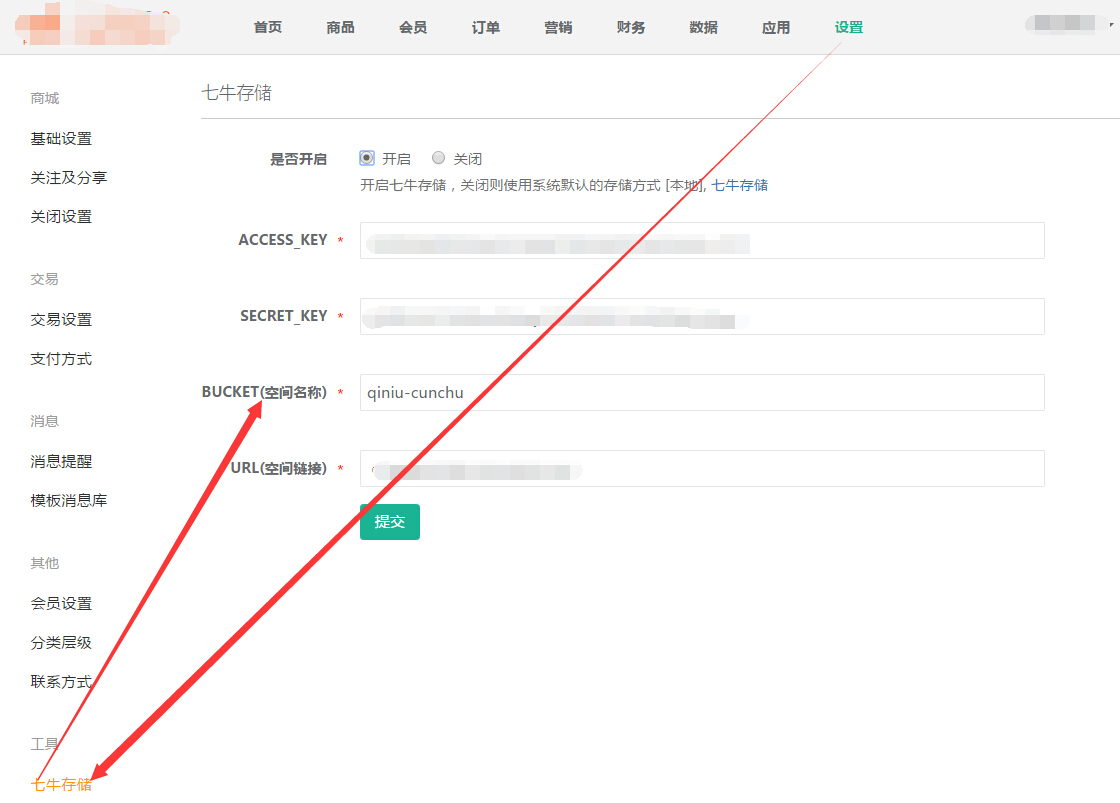 首页 商品 会员 订单 营销 财务 数据 应用 设置
商城
基础设置
关注及分享
关闭设置
交易
交易设置
支付方式
消息
消息提醒
模板消息库
其他
会员设置
分类层级
联系方式
工具
七牛存储
七牛存储
是否开启 开启 关闭
开启七牛存储，关闭则使用系统默认的存储方式 [本地], 七牛存储
ACCESS_KEY *
SECRET_KEY *
BUCKET(空间名称) * qiniu-cunchu
URL(空间链接) *
提交